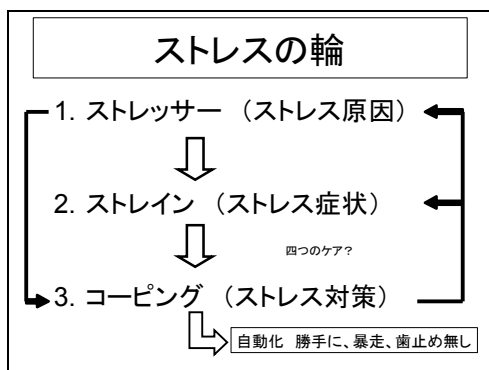 ストレスの輪
1. ストレッサー （ストレス原因）
2. ストレイン （ストレス症状）
四つのケア？
3. コーピング （ストレス対策）
自動化 勝手に、暴走、歯止め無し